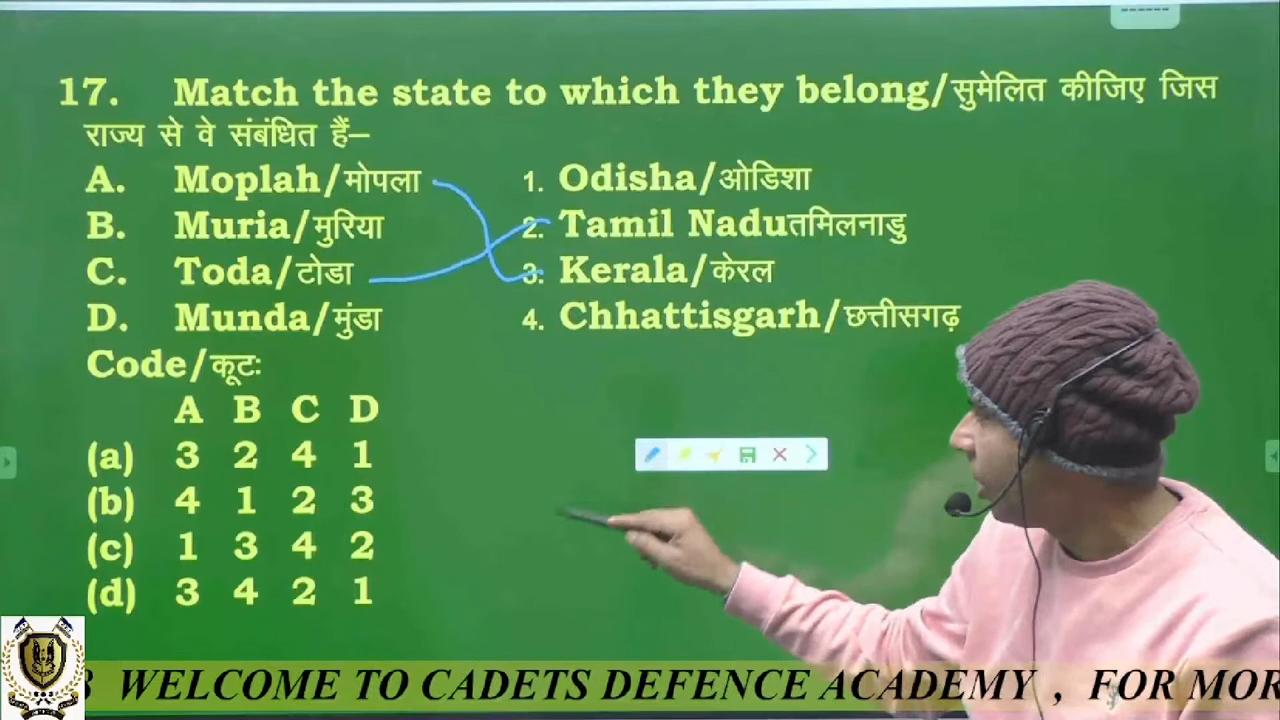 17. Match the state to which they belong/सुमेलित कीजिए जिस
राज्य से वे संबंधित हैं–
A. Moplah/मोपला 1. Odisha/ओडिशा
B. Muria/मुरिया 2. Tamil Naduतमिलनाडु
C. Toda/टोडा 3. Kerala/केरल
D. Munda/मुंडा 4. Chhattisgarh/छत्तीसगढ़
Code/कूटः
A B C D
(a) 3 2 4 1
(b) 4 1 2 3
(c) 1 3 4 2
(d) 3 4 2 1
WELCOME TO CADETS DEFENCE ACADEMY , FOR MOR